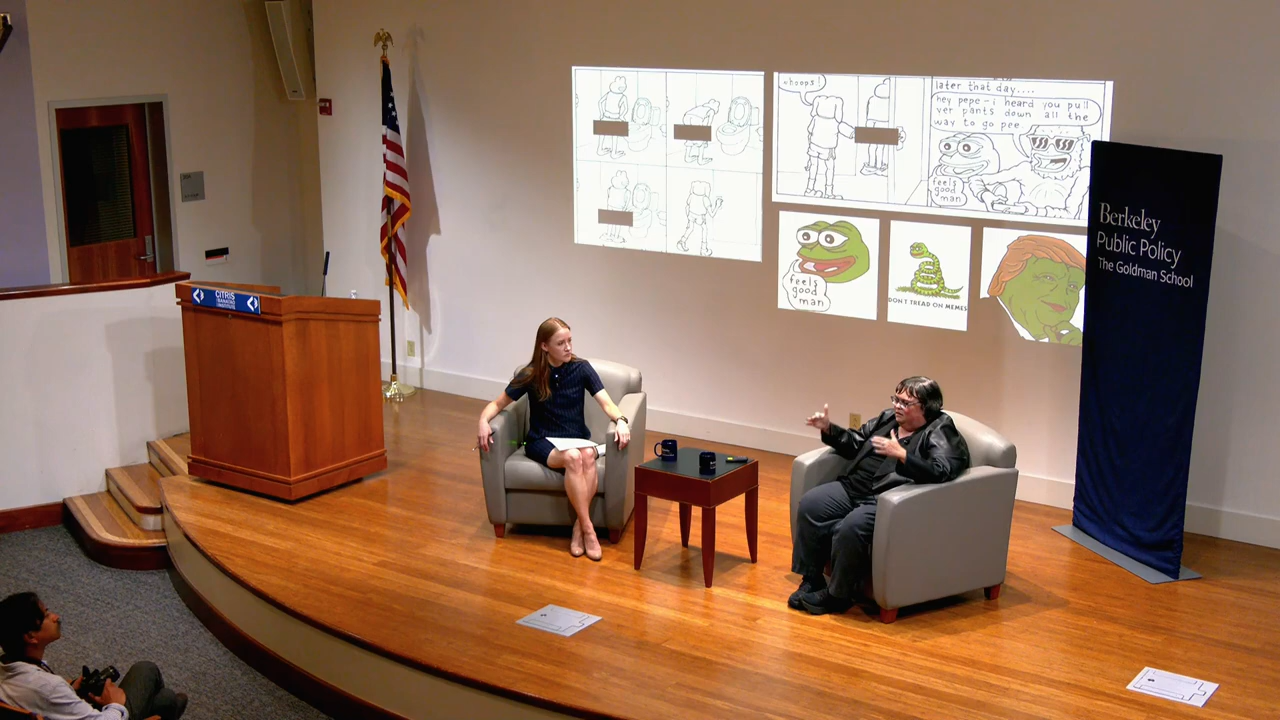 CITRIS
whoops!
later that day....
hey pepe - i heard you pull
yer pants down all the
way to go pee
feels
good
man
feels
good
man
DON'T TREAD ON MEMES
Berkeley
Public Policy
The Goldman School